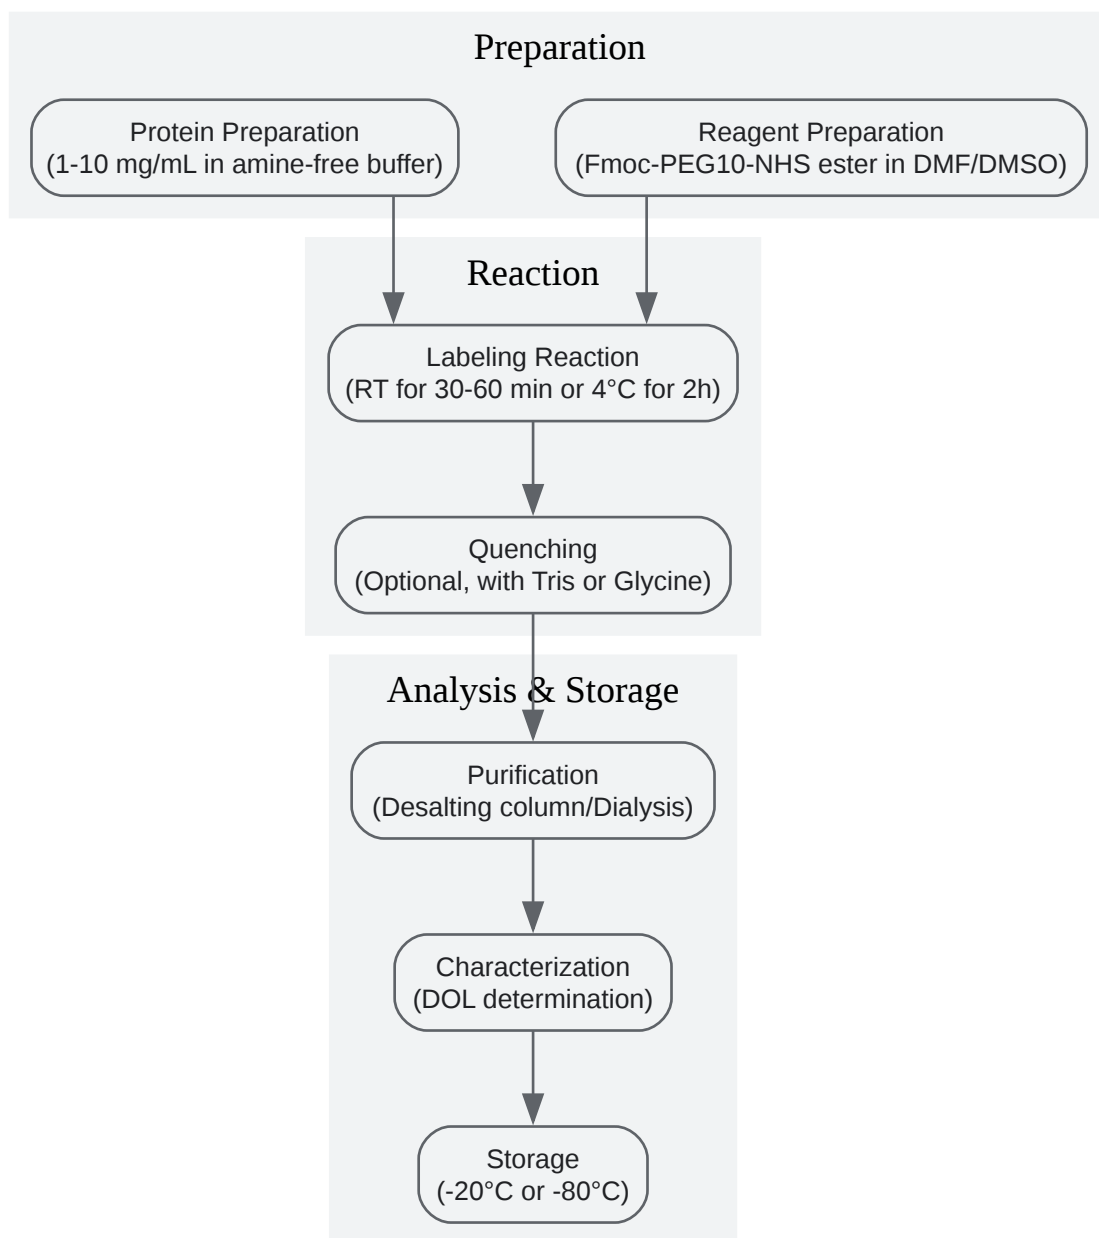 Preparation
Protein Preparation
(1-10 mg/mL in amine-free buffer)
Reagent Preparation
(Fmoc-PEG10-NHS ester in DMF/DMSO)
Reaction
Labeling Reaction
(RT for 30-60 min or 4°C for 2h)
Quenching
(Optional, with Tris or Glycine)
Analysis & Storage
Purification
(Desalting column/Dialysis)
Characterization
(DOL determination)
Storage
(-20°C or -80°C)